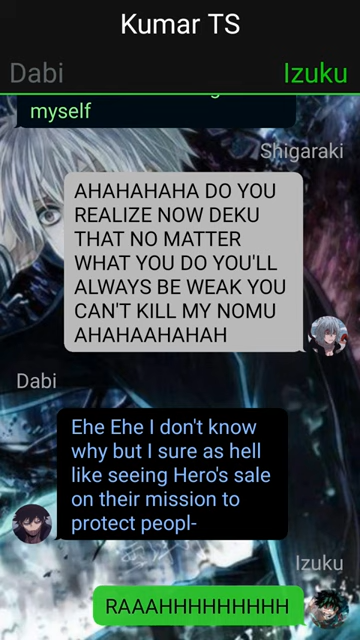 Kumar TS
Dabi
Izuku
myself
Shigaraki
AHAHAHAHA DO YOU
REALIZE NOW DEKU
THAT NO MATTER
WHAT YOU DO YOU'LL
ALWAYS BE WEAK YOU
CAN'T KILL MY NOMU
AHAHAAHAHAH
Dabi
Ehe Ehe I don't know
why but I sure as hell
like seeing Hero's sale
on their mission to
protect peopl-
Izuku
RAAAHHHHHHHHH